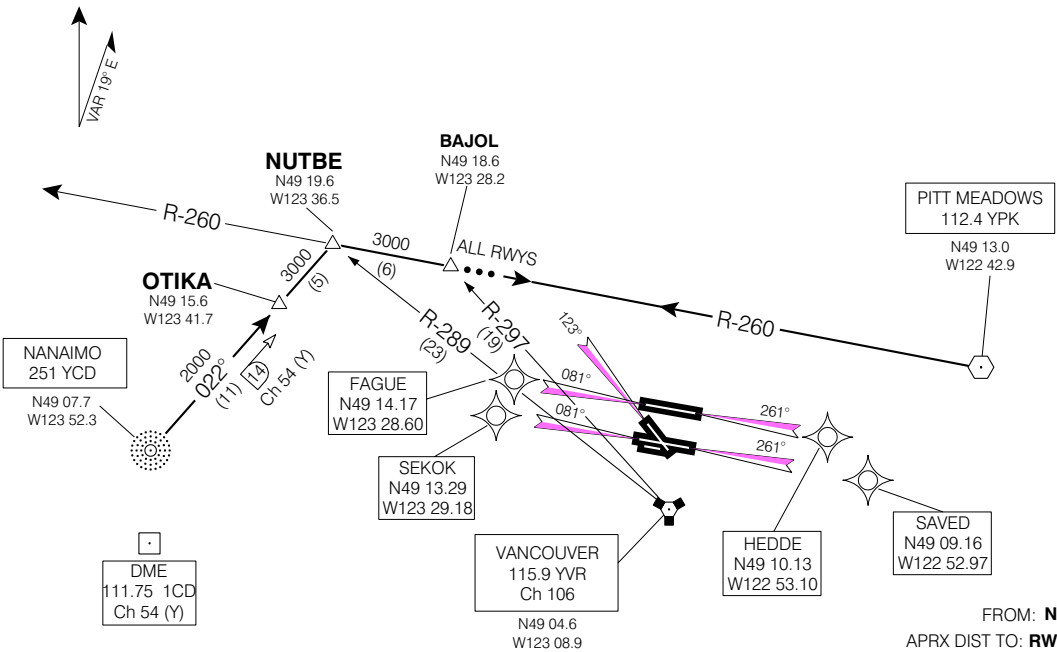 VAR 19° E
NUTBE
N49 19.6
W123 36.5
BAJOL
N49 18.6
W123 28.2
PITT MEADOWS
112.4 YPK
N49 13.0
W122 42.9
R-260
3000
(6)
ALL RWYS
3000
(5)
OTIKA
N49 15.6
W123 41.7
R-260
R-289
(23)
R-297
(19)
123°
NANAIMO
251 YCD
N49 07.7
W123 52.3
2000
022°
(11)
14
Ch 54 (Y)
FAGUE
N49 14.17
W123 28.60
081°
261°
081°
261°
SEKOK
N49 13.29
W123 29.18
HEDDE
N49 10.13
W122 53.10
SAVED
N49 09.16
W122 52.97
DME
111.75 1CD
Ch 54 (Y)
VANCOUVER
115.9 YVR
Ch 106
N49 04.6
W123 08.9
FROM: N
APRX DIST TO: RW